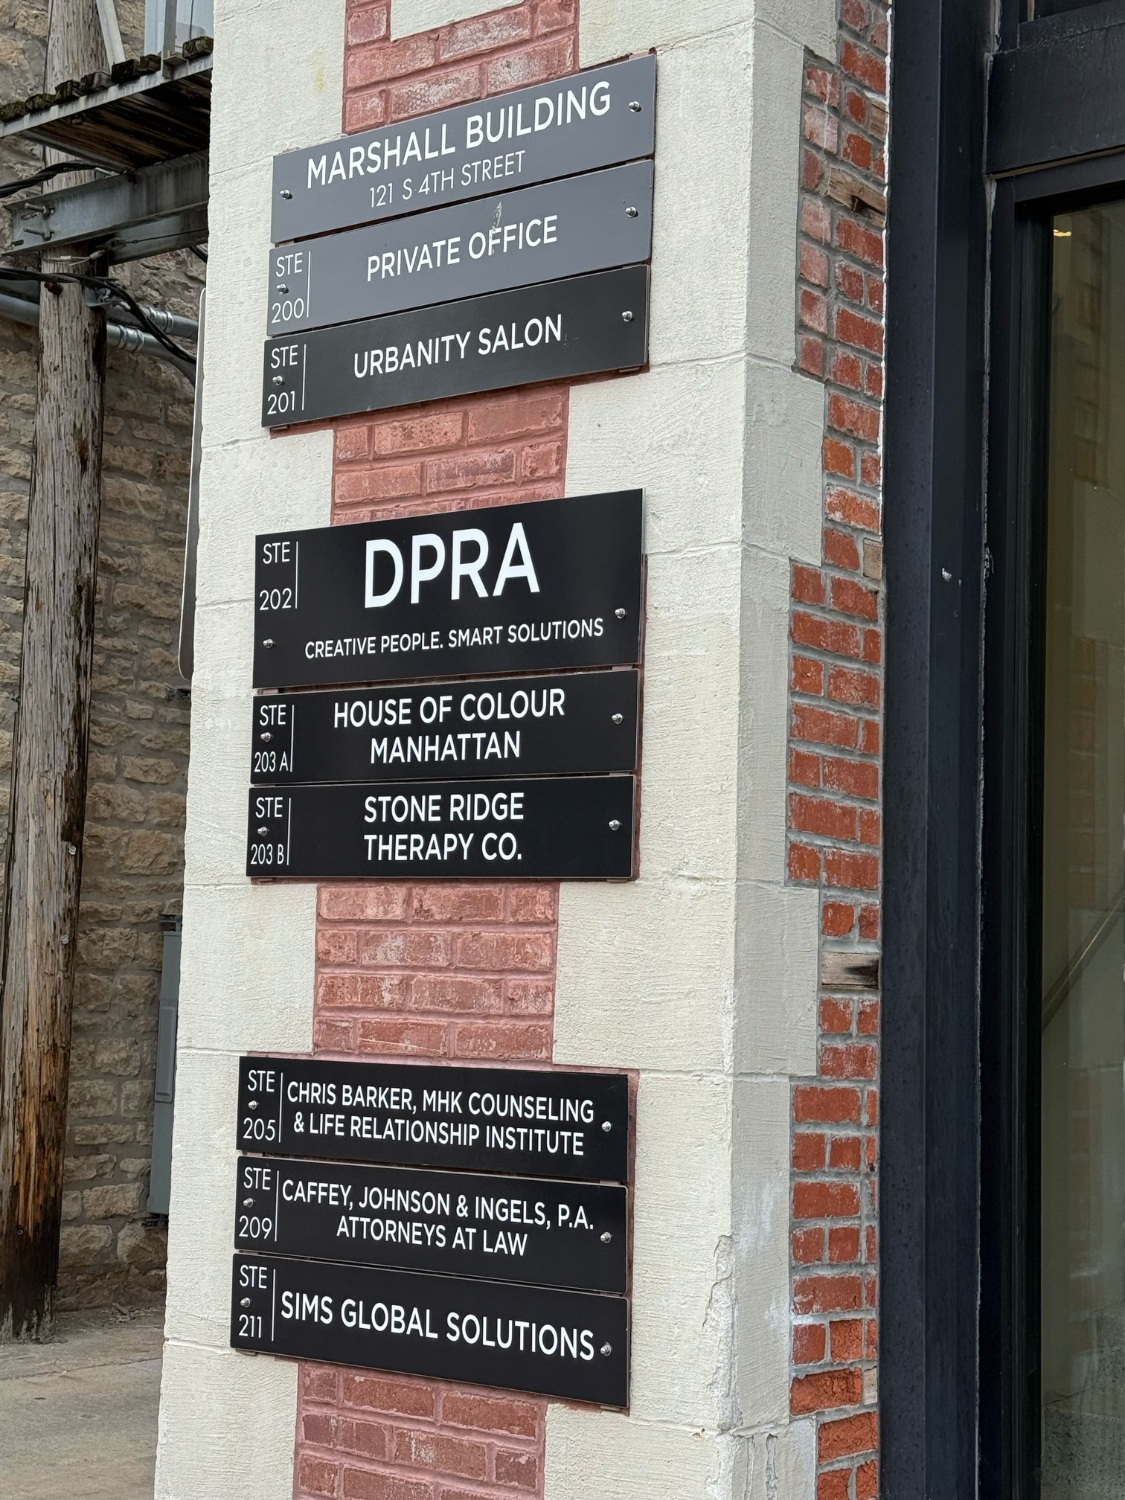 MARSHALL BUILDING
121 S 4TH STREET
STE 200
PRIVATE OFFICE
STE 201
URBANITY SALON
STE 202
DPRA
CREATIVE PEOPLE. SMART SOLUTIONS
STE 203 A
HOUSE OF COLOUR
MANHATTAN
STE 203 B
STONE RIDGE
THERAPY CO.
STE 205
CHRIS BARKER, MHK COUNSELING
& LIFE RELATIONSHIP INSTITUTE
STE 209
CAFFEY, JOHNSON & INGELS, P.A.
ATTORNEYS AT LAW
STE 211
SIMS GLOBAL SOLUTIONS